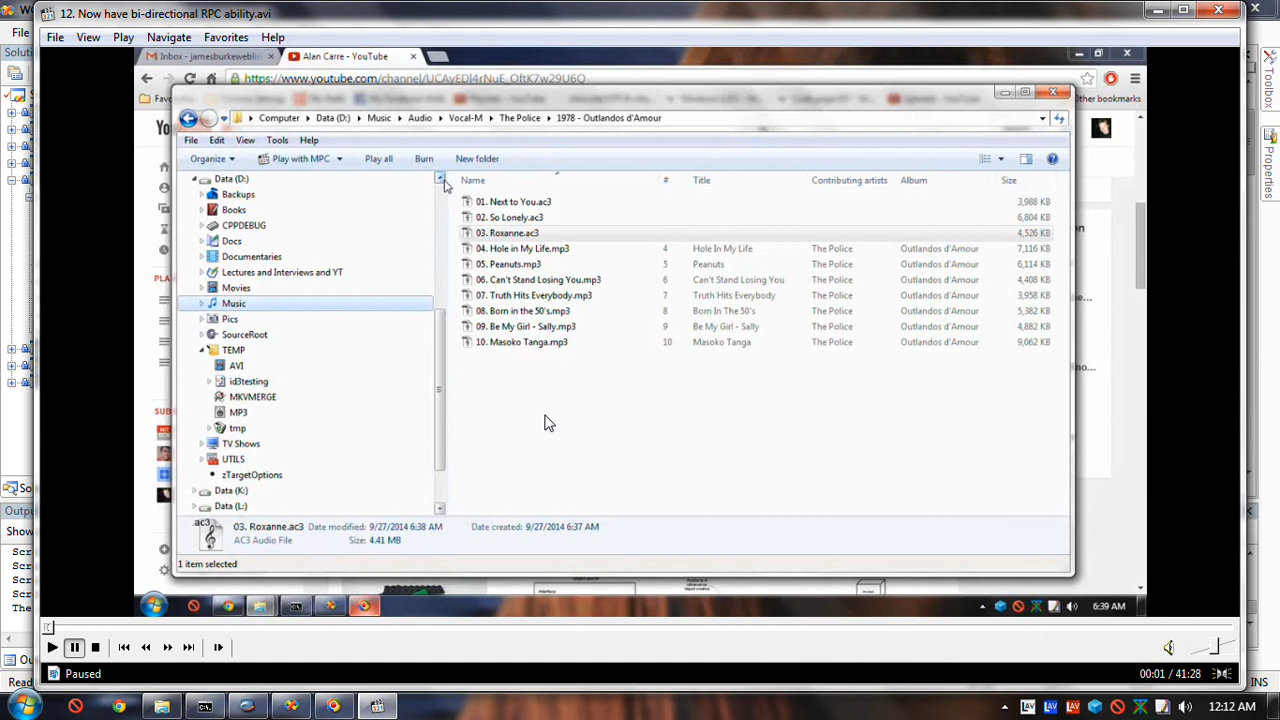 12. Now have bi-directional RPC ability.avi
File View Play Navigate Favorites Help
Inbox - jamesburkeweblis Alan Carre - YouTube
https://www.youtube.com/channel/UCAyEDl4rNuE_OftK7w29U6Q
Other bookmarks
Computer Data (D:) Music Audio Vocal-M The Police 1978 - Outlandos d'Amour
File Edit View Tools Help
Organize Play with MPC Play all Burn New folder
Name # Title Contributing artists Album Size
Data (D:)
Backups
Books
CPPDEBUG
Docs
Documentaries
Lectures and Interviews and YT
Movies
Music
Pics
SourceRoot
TEMP
AVI
id3testing
MKVMERGE
MP3
tmp
TV Shows
UTILS
zTargetOptions
Data (K:)
Data (L:)
01. Next to You.ac3 3,988 KB
02. So Lonely.ac3 6,804 KB
03. Roxanne.ac3 4,526 KB
04. Hole in My Life.mp3 4 Hole In My Life The Police Outlandos d'Amour 7,116 KB
05. Peanuts.mp3 5 Peanuts The Police Outlandos d'Amour 6,114 KB
06. Can't Stand Losing You.mp3 6 Can't Stand Losing You The Police Outlandos d'Amour 4,408 KB
07. Truth Hits Everybody.mp3 7 Truth Hits Everybody The Police Outlandos d'Amour 3,958 KB
08. Born in the 50's.mp3 8 Born In The 50's The Police Outlandos d'Amour 5,382 KB
09. Be My Girl - Sally.mp3 9 Be My Girl - Sally The Police Outlandos d'Amour 4,882 KB
10. Masoko Tanga.mp3 10 Masoko Tanga The Police Outlandos d'Amour 9,062 KB
.ac3
03. Roxanne.ac3 Date modified: 9/27/2014 6:38 AM Date created: 9/27/2014 6:37 AM
AC3 Audio File Size: 4.41 MB
1 item selected
6:39 AM
Paused
00:01 / 41:28
Toolbox
Properties
INS
LAV LAV LAV
12:12 AM